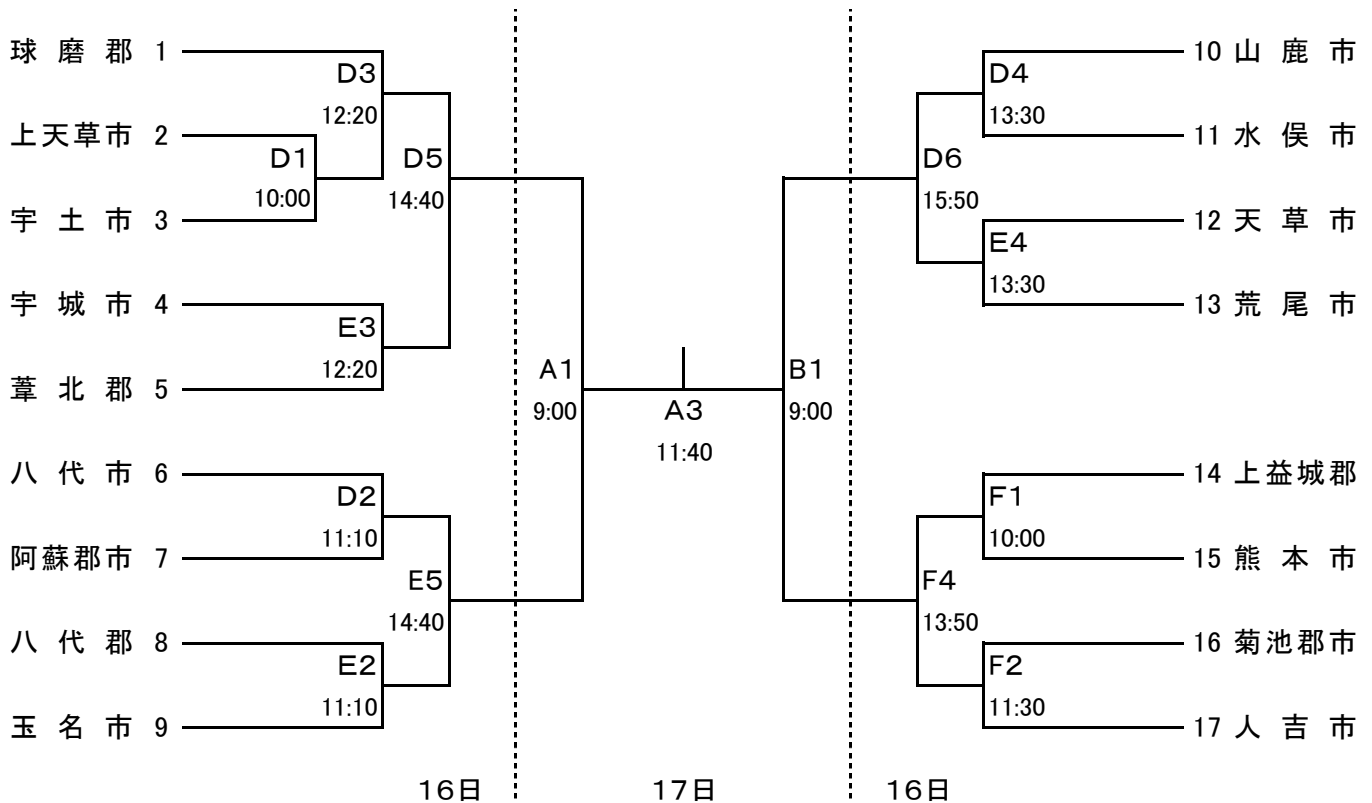 球磨郡 1
D3
12:20
上天草市 2
D1
10:00
D5
14:40
宇土市 3
宇城市 4
E3
12:20
葦北郡 5
八代市 6
D2
11:10
阿蘇郡市 7
E5
14:40
八代郡 8
E2
11:10
玉名市 9
A1
9:00
A3
11:40
B1
9:00
10 山鹿市
D4
13:30
11 水俣市
D6
15:50
12 天草市
E4
13:30
13 荒尾市
14 上益城郡
F1
10:00
15 熊本市
F4
13:50
16 菊池郡市
F2
11:30
17 人吉市
16日
17日
16日